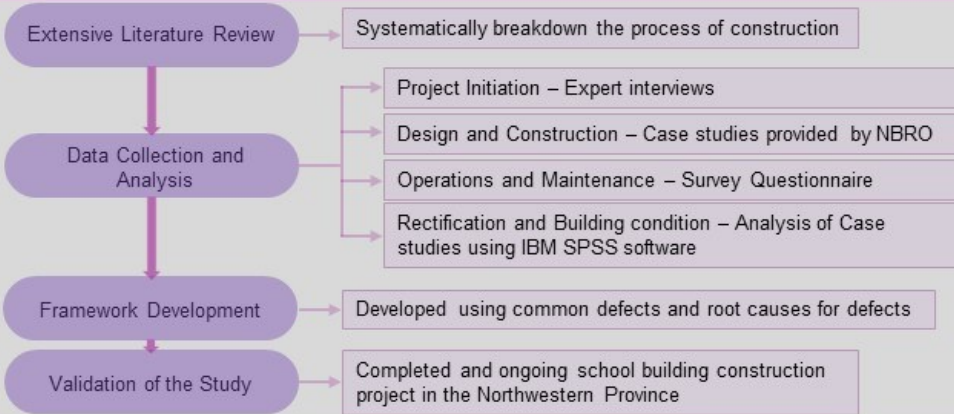 Extensive Literature Review
Systematically breakdown the process of construction
Data Collection and
Analysis
Project Initiation – Expert interviews
Design and Construction – Case studies provided by NBRO
Operations and Maintenance – Survey Questionnaire
Rectification and Building condition – Analysis of Case
studies using IBM SPSS software
Framework Development
Developed using common defects and root causes for defects
Validation of the Study
Completed and ongoing school building construction
project in the Northwestern Province